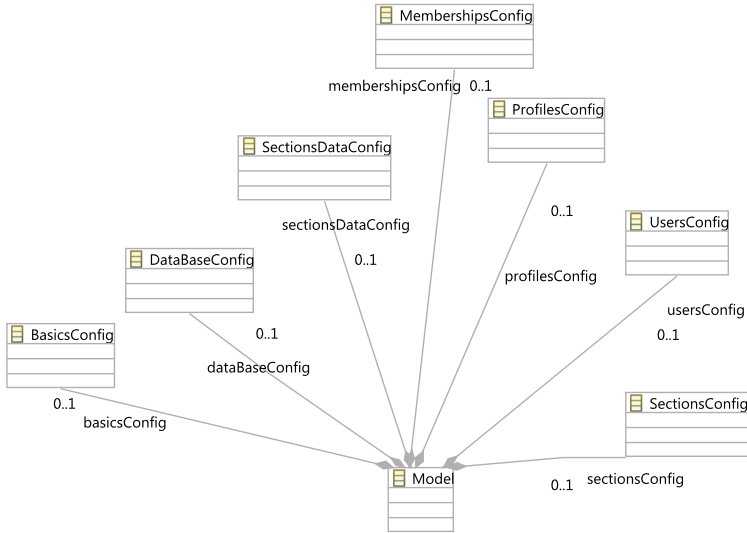 MembershipsConfig
membershipsConfig 0..1
ProfilesConfig
SectionsDataConfig
0..1
sectionsDataConfig
UsersConfig
DataBaseConfig
0..1
profilesConfig
usersConfig
0..1
BasicsConfig
0..1
dataBaseConfig
0..1
basicsConfig
SectionsConfig
Model
0..1 sectionsConfig